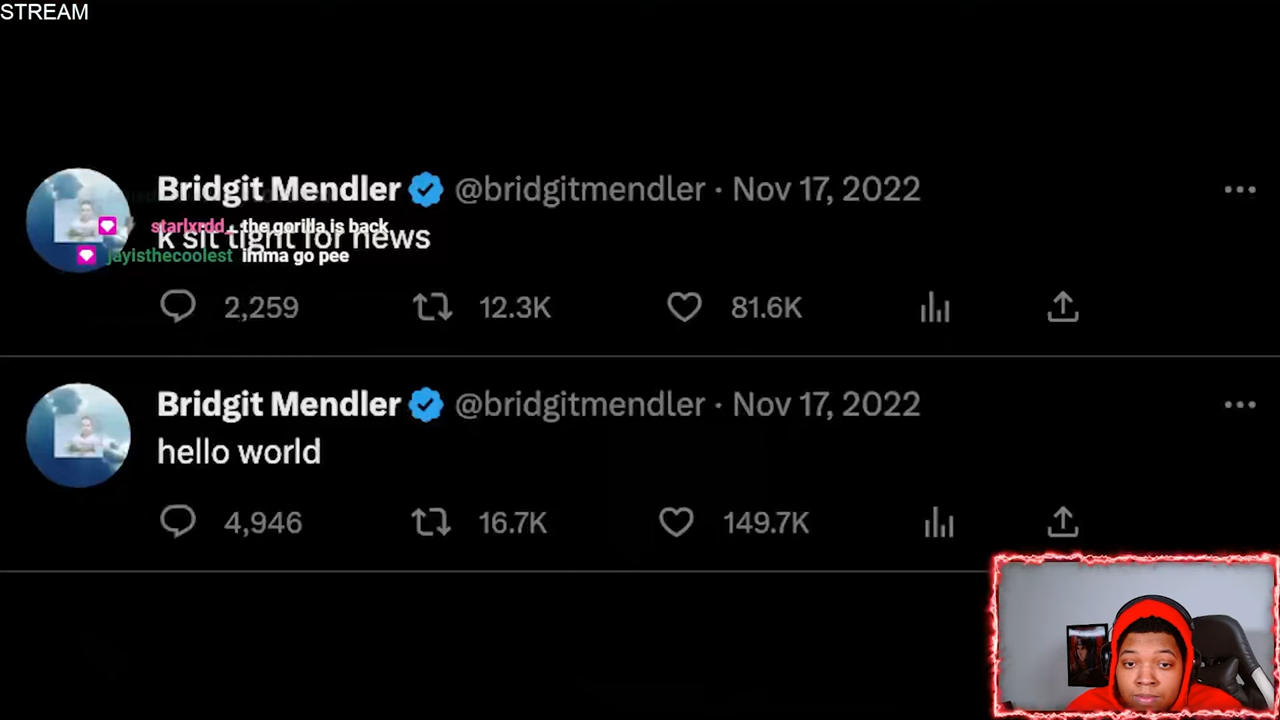 STREAM
Bridgit Mendler @bridgitmendler · Nov 17, 2022
starlxrdd_ the gorilla is back
k sit tight for news
jayisthecoolest imma go pee
2,259 12.3K 81.6K
Bridgit Mendler @bridgitmendler · Nov 17, 2022
hello world
4,946 16.7K 149.7K